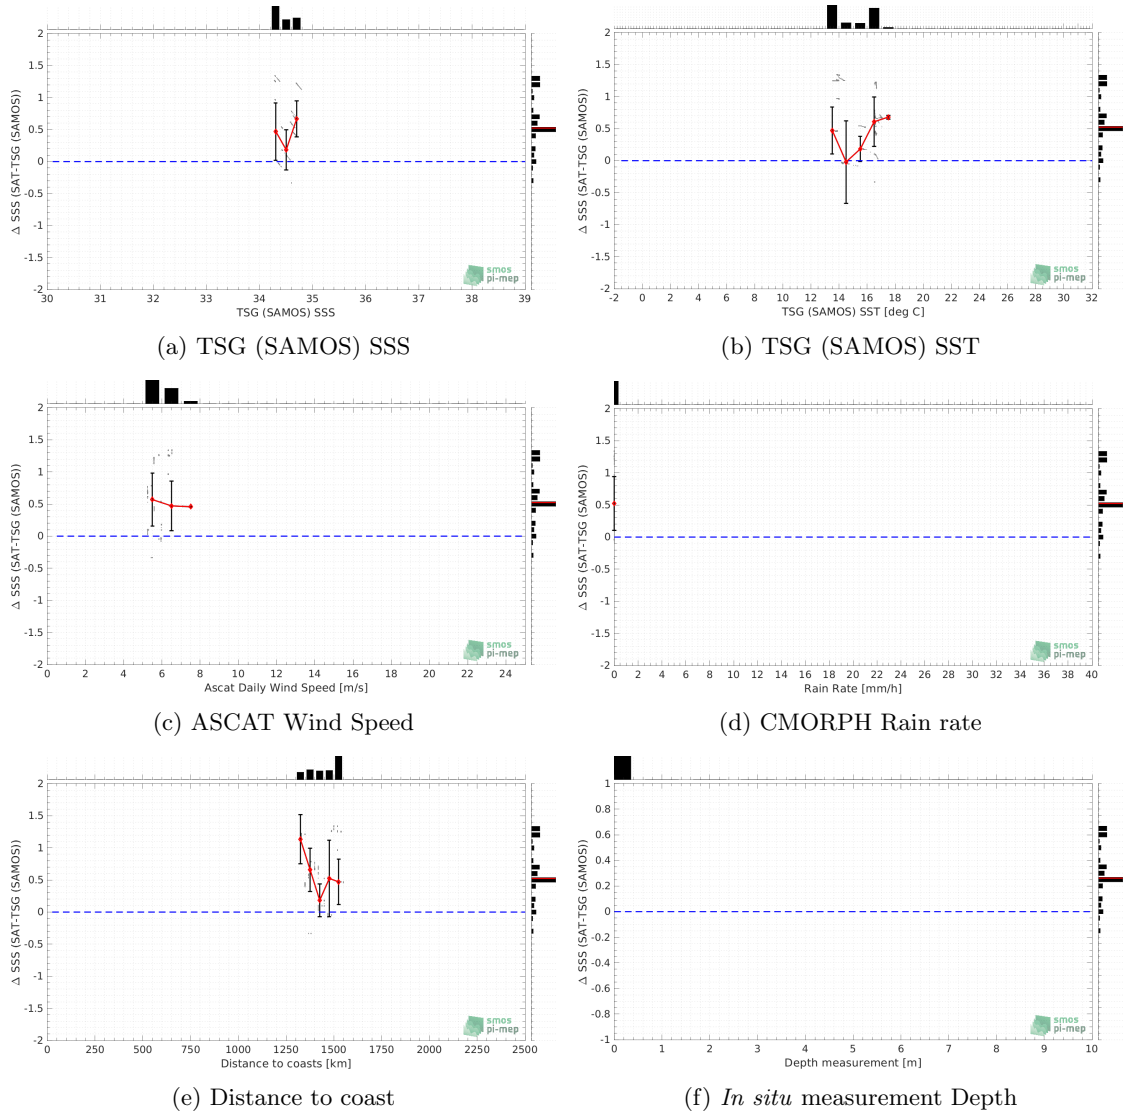 2
1.5
1
0.5
0
-0.5
-1
-1.5
-2
Δ SSS (SAT-TSG (SAMOS))
30 31 32 33 34 35 36 37 38 39
TSG (SAMOS) SSS
smos
pi-mep
(a) TSG (SAMOS) SSS
2
1.5
1
0.5
0
-0.5
-1
-1.5
-2
Δ SSS (SAT-TSG (SAMOS))
-2 0 2 4 6 8 10 12 14 16 18 20 22 24 26 28 30 32
TSG (SAMOS) SST [deg C]
smos
pi-mep
(b) TSG (SAMOS) SST
2
1.5
1
0.5
0
-0.5
-1
-1.5
-2
Δ SSS (SAT-TSG (SAMOS))
0 2 4 6 8 10 12 14 16 18 20 22 24
Ascat Daily Wind Speed [m/s]
smos
pi-mep
(c) ASCAT Wind Speed
2
1.5
1
0.5
0
-0.5
-1
-1.5
-2
Δ SSS (SAT-TSG (SAMOS))
0 2 4 6 8 10 12 14 16 18 20 22 24 26 28 30 32 34 36 38 40
Rain Rate [mm/h]
smos
pi-mep
(d) CMORPH Rain rate
2
1.5
1
0.5
0
-0.5
-1
-1.5
-2
Δ SSS (SAT-TSG (SAMOS))
0 250 500 750 1000 1250 1500 1750 2000 2250 2500
Distance to coasts [km]
smos
pi-mep
(e) Distance to coast
1
0.8
0.6
0.4
0.2
0
-0.2
-0.4
-0.6
-0.8
-1
Δ SSS (SAT-TSG (SAMOS))
0 1 2 3 4 5 6 7 8 9 10
Depth measurement [m]
smos
pi-mep
(f) In situ measurement Depth